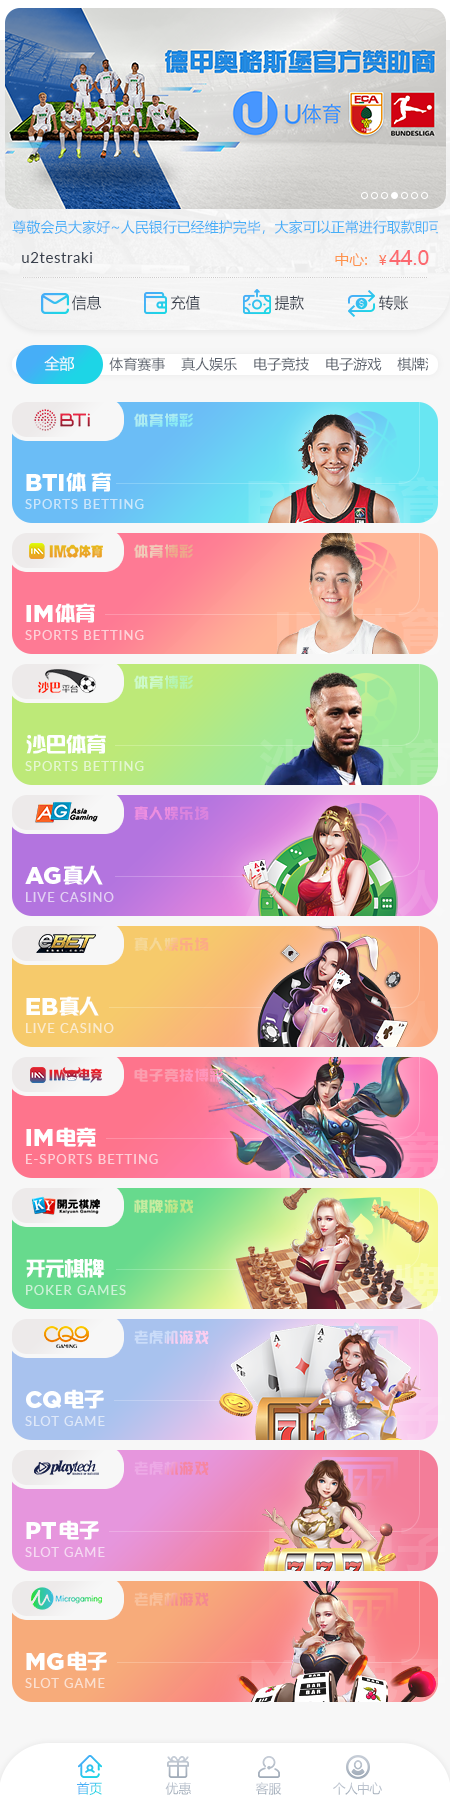 德甲奥格斯堡官方赞助商
U体育
FCA
BUNDESLIGA
尊敬会员大家好~人民银行已经维护完毕，大家可以正常进行取款即可
u2testraki
中心: ¥44.0
信息 充值 提款 转账
全部 体育赛事 真人娱乐 电子竞技 电子游戏 棋牌
BTi 体育博彩
BTI体育
SPORTS BETTING
IM体育 体育博彩
IM体育
SPORTS BETTING
沙巴平台 体育博彩
沙巴体育
SPORTS BETTING
AG Asia Gaming 真人娱乐场
AG真人
LIVE CASINO
eBET 真人娱乐场
ebet.com
EB真人
LIVE CASINO
IM电竞 电子竞技博彩
IM电竞
E-SPORTS BETTING
KY 開元棋牌 棋牌游戏
Kaiyuan Gaming
开元棋牌
POKER GAMES
CQ9 老虎机游戏
GAMING
CQ电子
SLOT GAME
playtech 老虎机游戏
PT电子
SLOT GAME
Microgaming 老虎机游戏
MG电子
SLOT GAME
首页 优惠 客服 个人中心